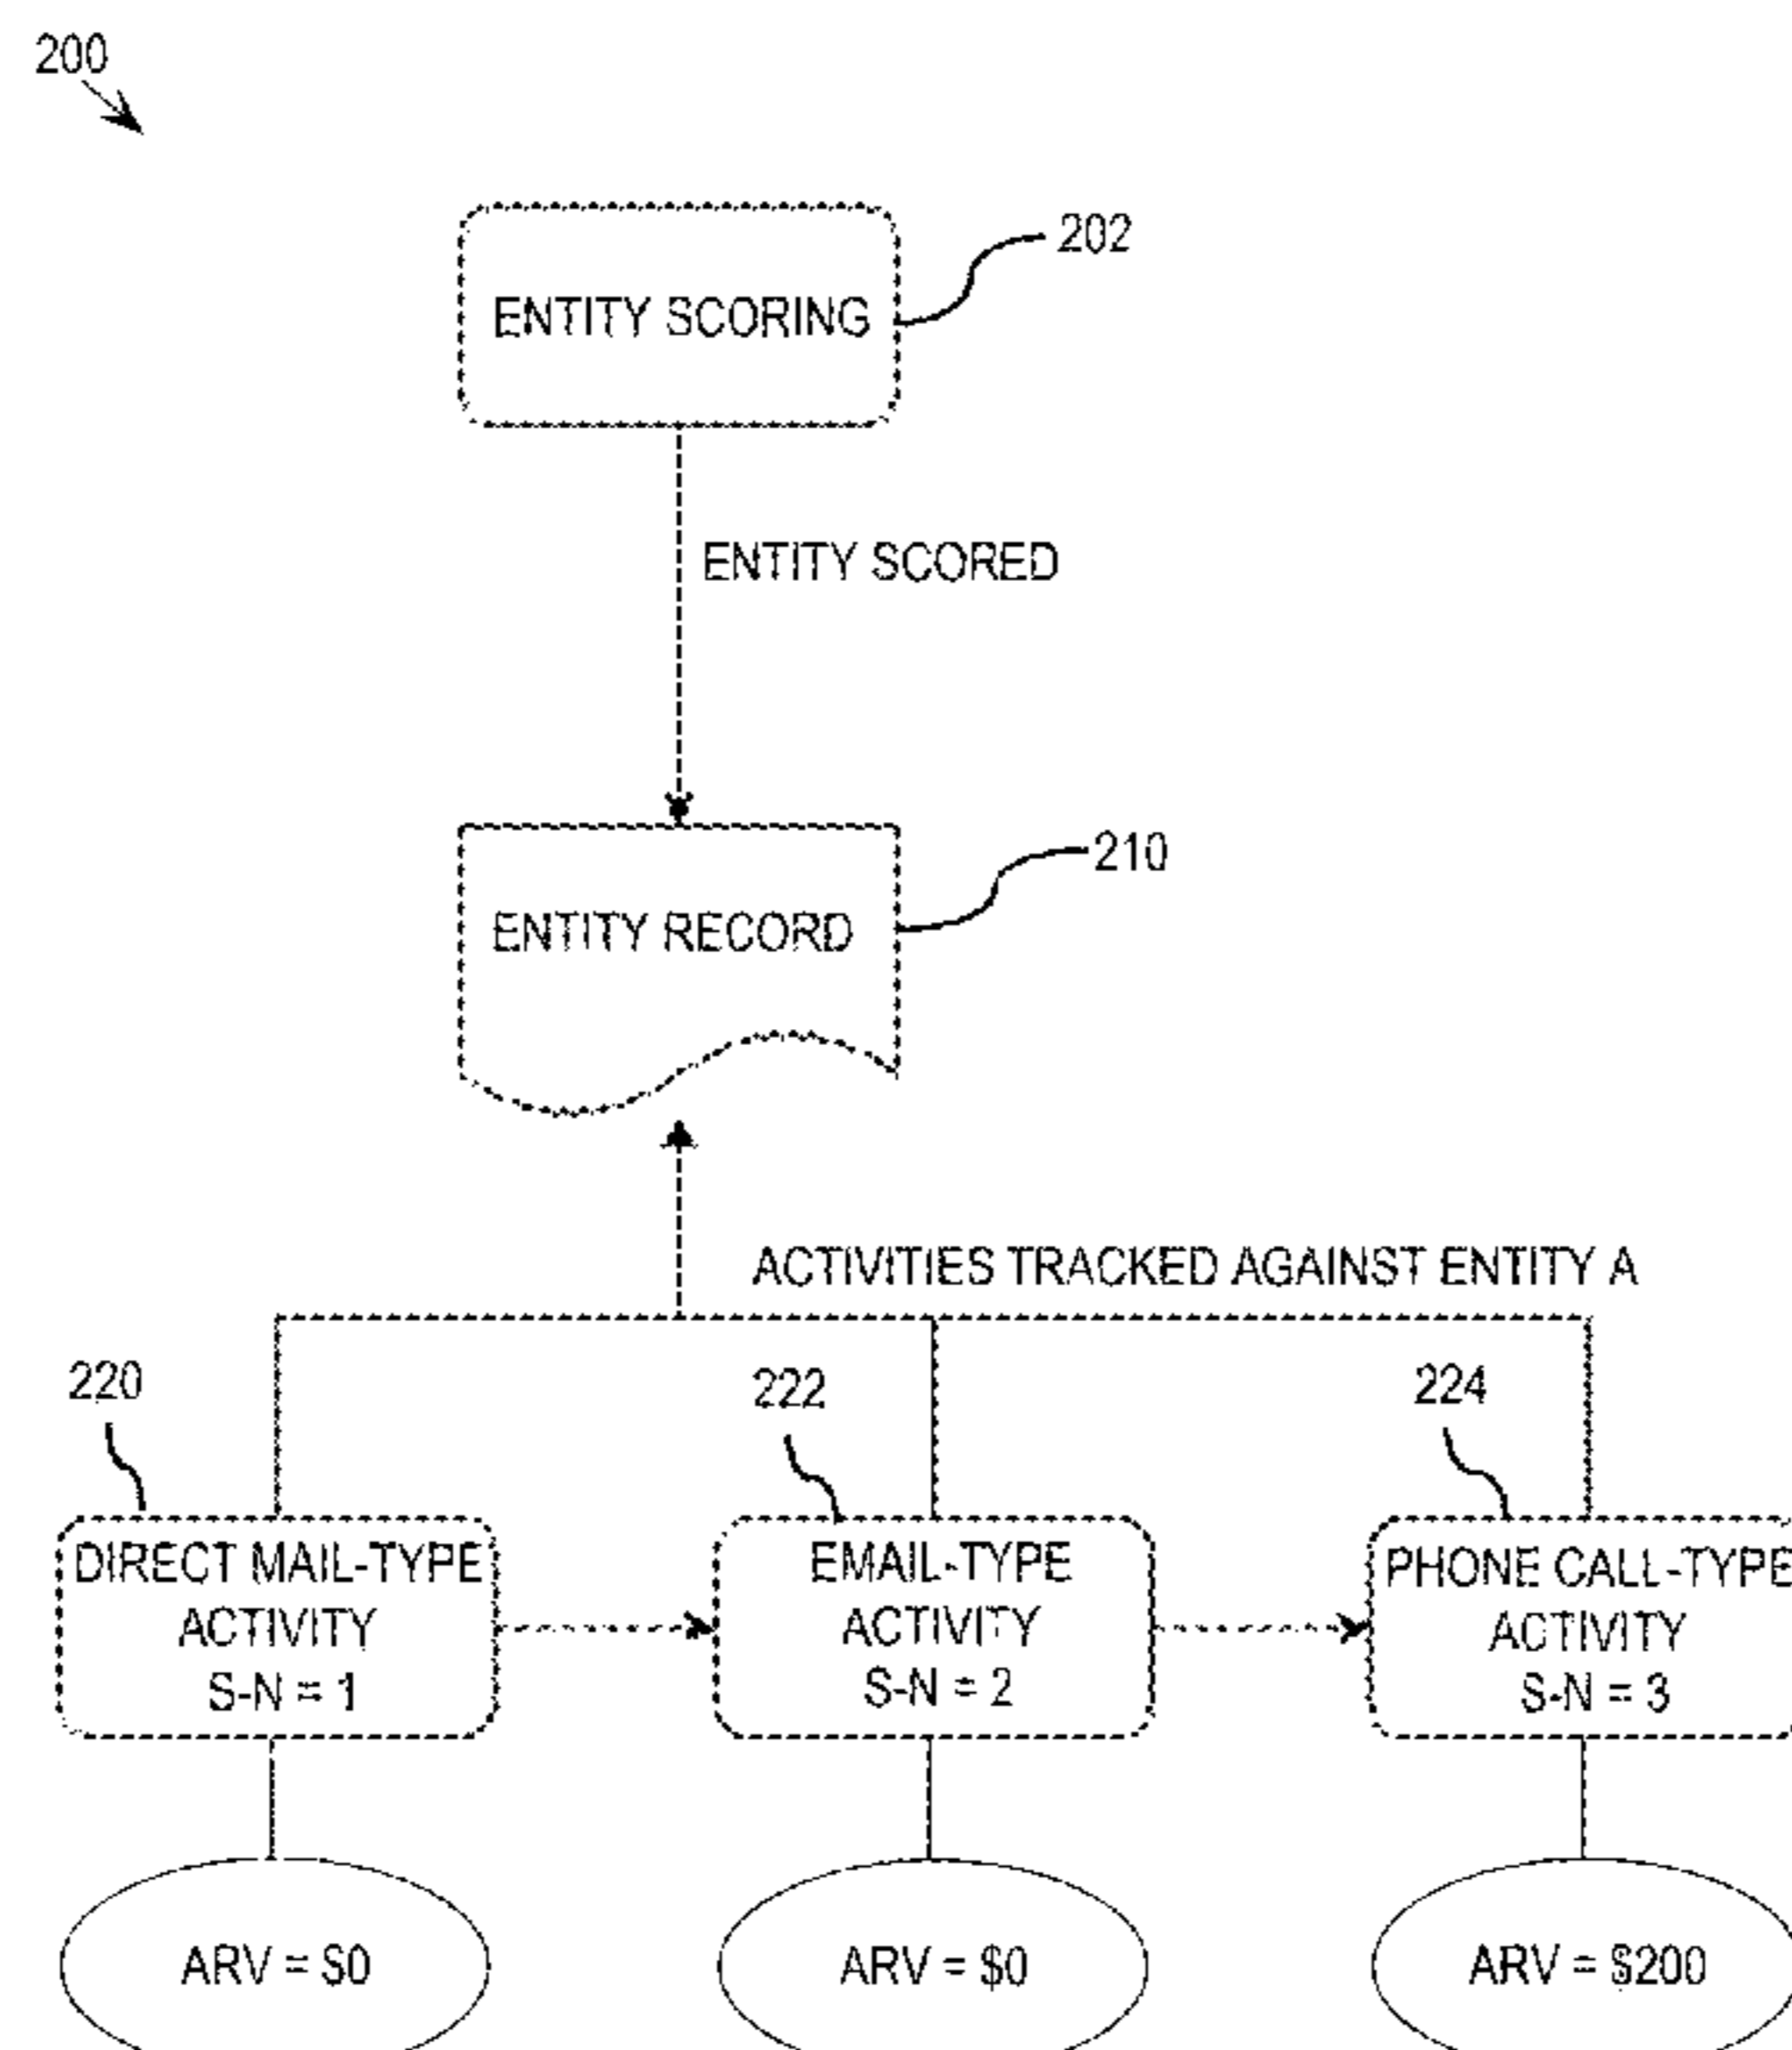 200
202
ENTITY SCORING
ENTITY SCORED
210
ENTITY RECORD
ACTIVITIES TRACKED AGAINST ENTITY A
220
222
224
DIRECT MAIL-TYPE
ACTIVITY
S-N = 1
EMAIL-TYPE
ACTIVITY
S-N = 2
PHONE CALL-TYPE
ACTIVITY
S-N = 3
ARV = $0
ARV = $0
ARV = $200